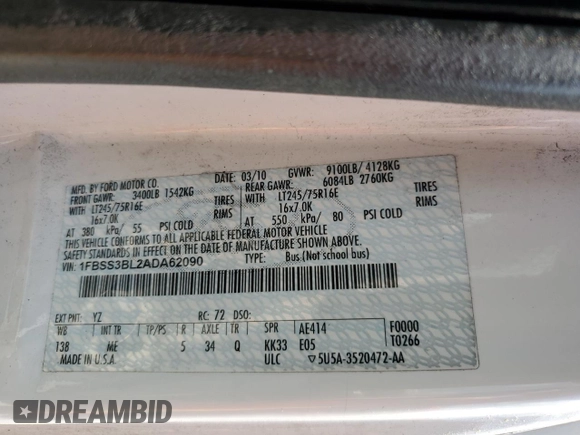 MFD. BY FORD MOTOR CO.
DATE: 03/10 GVWR: 9100LB/ 4128KG
FRONT GAWR: 3400LB 1542KG
REAR GAWR: 6084LB 2760KG
WITH LT245/75R16E TIRES
WITH LT245/75R16E TIRES
16x7.0K RIMS
16x7.0K RIMS
AT 380 kPa/ 55 PSI COLD
AT 550 kPa/ 80 PSI COLD
THIS VEHICLE CONFORMS TO ALL APPLICABLE FEDERAL MOTOR VEHICLE
SAFETY STANDARDS IN EFFECT ON THE DATE OF MANUFACTURE SHOWN ABOVE.
VIN: 1FBSS3BL2ADA62090
TYPE: Bus (Not school bus)
EXT PNT: YZ RC: 72 DSO:
WB INT TR TP/PS R AXLE TR SPR AE414 F0000
138 ME 5 34 Q KK33 E05 T0266
MADE IN U.S.A. ULC ▽5U5A-3520472-AA
DREAMBID